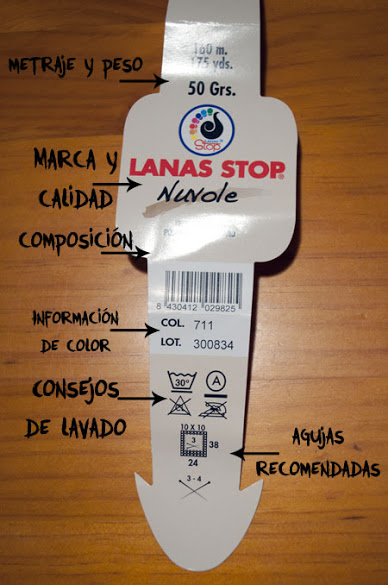 160 m.
175 yds.
METRAJE Y PESO
50 Grs.
Stop
MARCA Y
CALIDAD
LANAS STOP
Nuvole
COMPOSICIÓN
8 430412 029825
INFORMACIÓN
DE COLOR
COL. 711
LOT. 300834
CONSEJOS
DE LAVADO
30°
A
10 X 10
3
38
24
AGUJAS
RECOMENDADAS
3 - 4